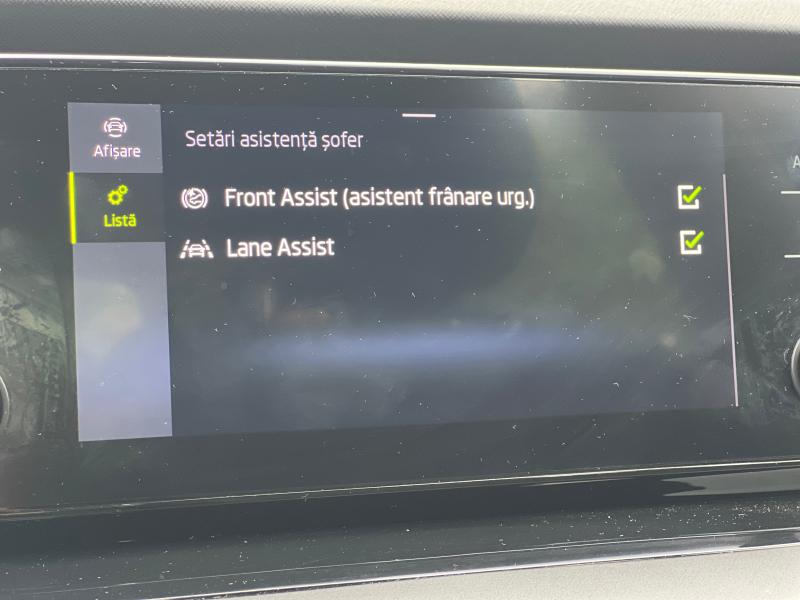 Afișare
Setări asistență șofer
Front Assist (asistent frânare urg.)
Listă
Lane Assist
A